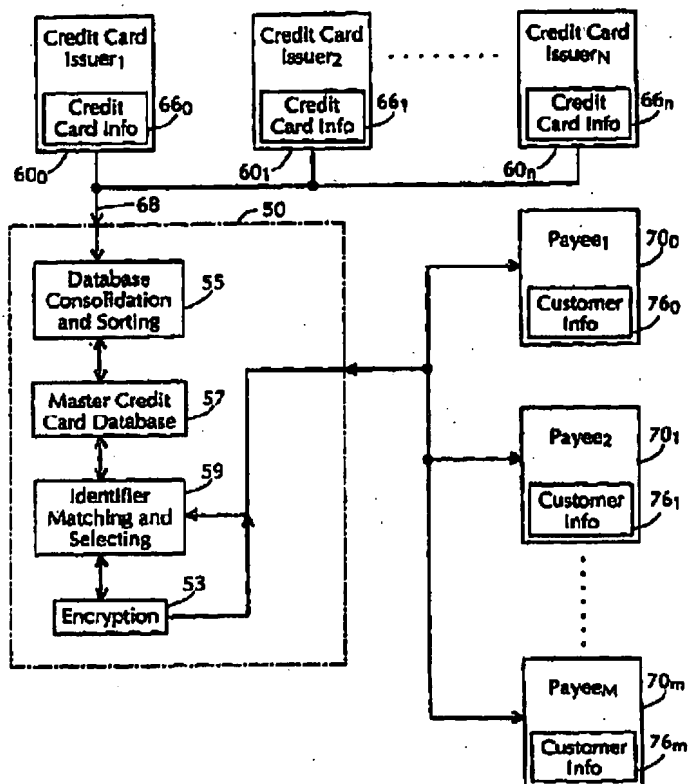 Credit Card
Issuer₁
Credit
Card Info
66₀
60₀
Credit Card
Issuer₂
Credit
Card Info
66₁
60₁
Credit Card
Issuer_N
Credit
Card Info
66ₙ
60ₙ
68
50
Database
Consolidation
and Sorting
55
Master Credit
Card Database
57
Identifier
Matching and
Selecting
59
Encryption
53
Payee₁
70₀
Customer
Info
76₀
Payee₂
70₁
Customer
Info
76₁
Payee_M
70ₘ
Customer
Info
76ₘ